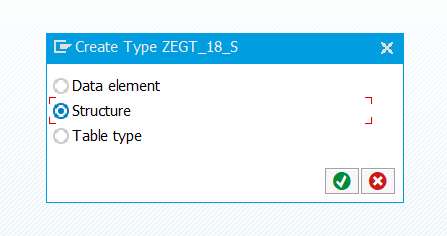 Create Type ZEGT_18_S
Data element
Structure
Table type